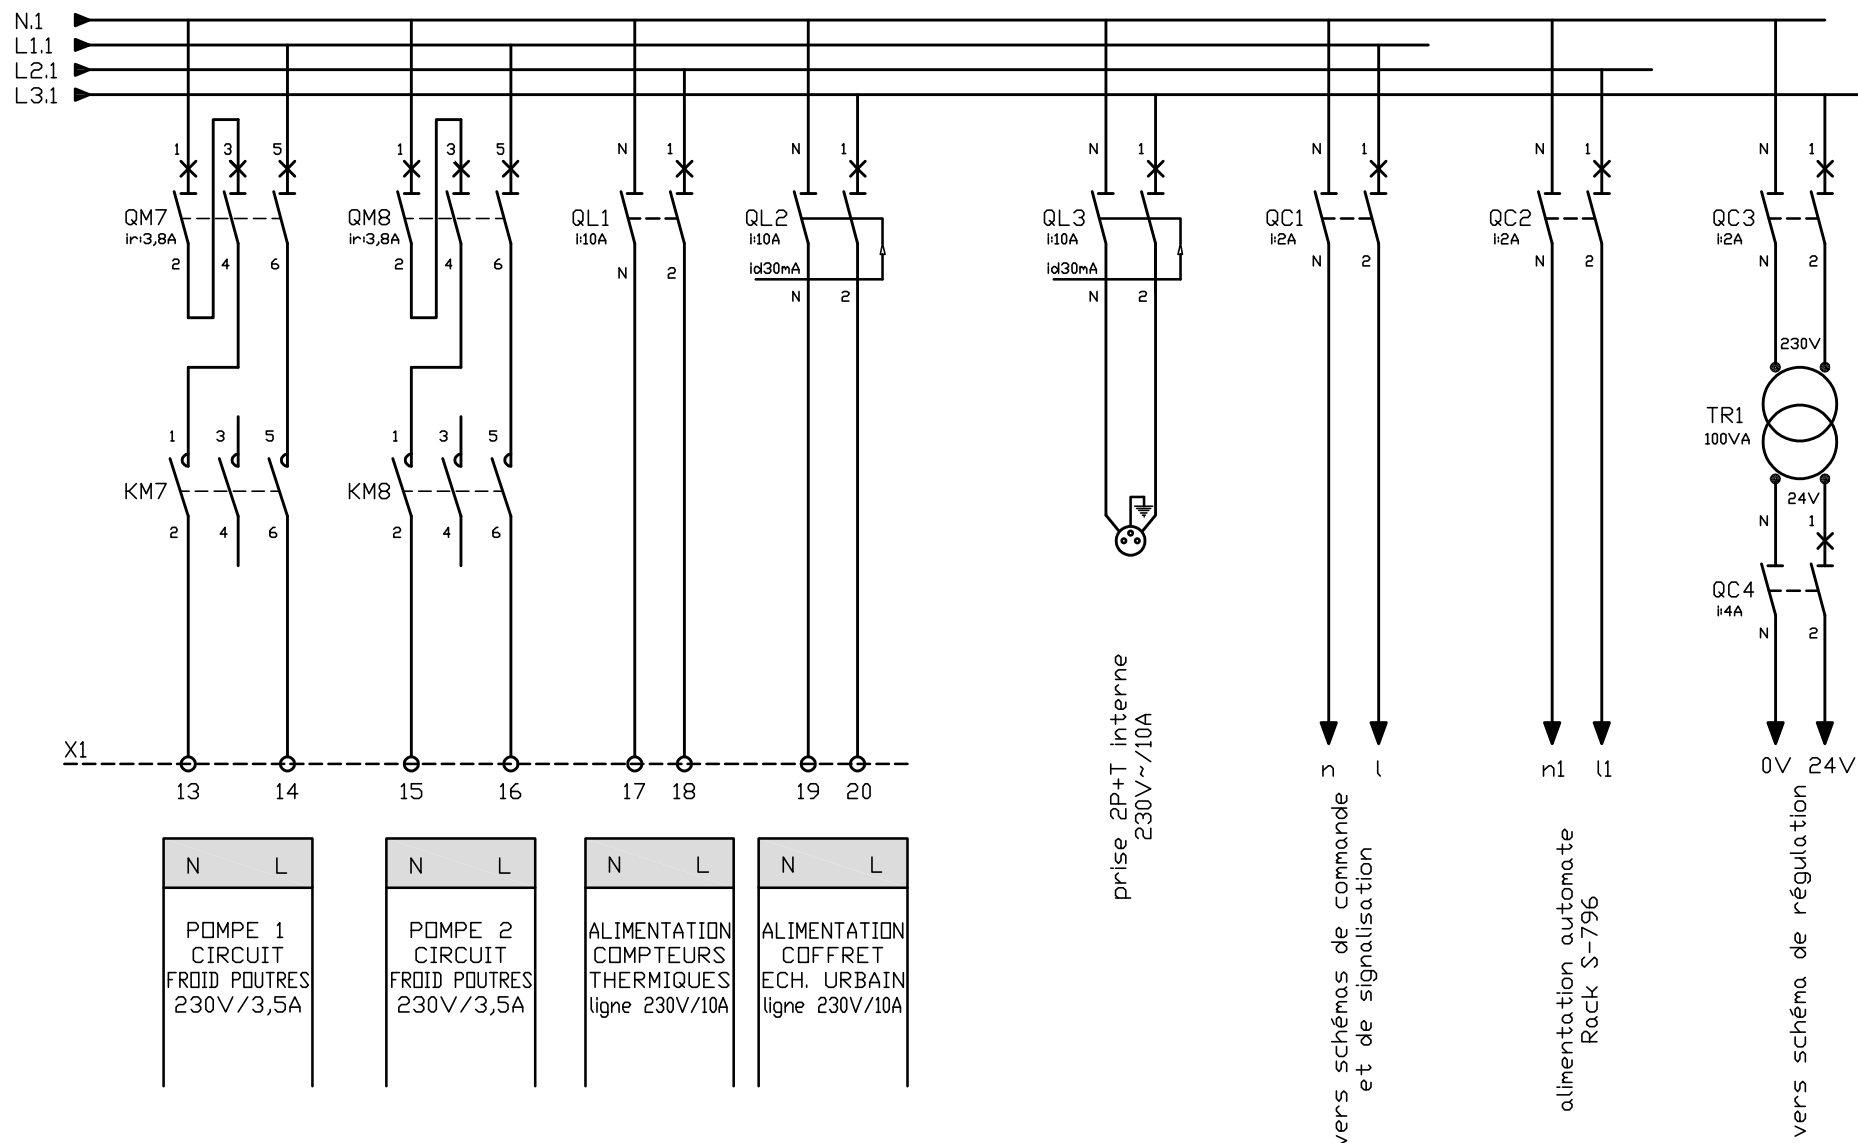 N.1
L1.1
L2.1
L3.1
1 3 5
QM7
ir:3,8A
2 4 6
1 3 5
QM8
ir:3,8A
2 4 6
N 1
QL1
i:10A
N 2
N 1
QL2
i:10A
id30mA
N 2
N 1
QL3
i:10A
id30mA
N 2
N 1
QC1
i:2A
N 2
N 1
QC2
i:2A
N 2
N 1
QC3
i:2A
N 2
230V
TR1
100VA
24V
N 1
QC4
i:4A
N 2
1 3 5
KM7
2 4 6
1 3 5
KM8
2 4 6
X1
13 14 15 16 17 18 19 20
n l
n1 l1
0V 24V
N L
POMPE 1
CIRCUIT
FROID POUTRES
230V/3,5A
N L
POMPE 2
CIRCUIT
FROID POUTRES
230V/3,5A
N L
ALIMENTATION
COMPTEURS
THERMIQUES
ligne 230V/10A
N L
ALIMENTATION
COFFRET
ECH. URBAIN
ligne 230V/10A
prise 2P+T interne
230V~/10A
vers schémas de commande
et de signalisation
alimentation automate
Rack S-796
vers schéma de régulation